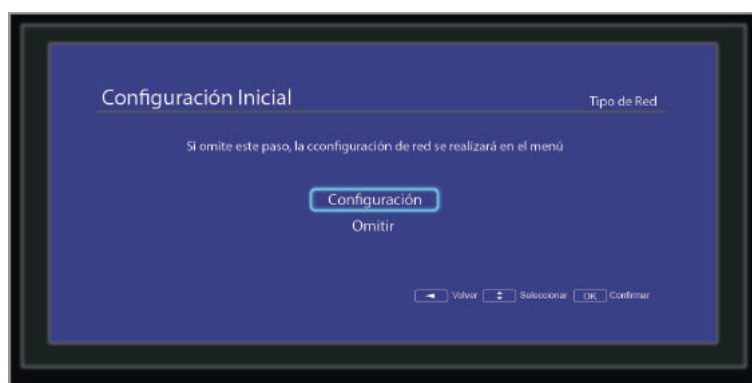 Configuración Inicial
Tipo de Red
Si omite este paso, la cconfiguración de red se realizará en el menú
Configuración
Omitir
Volver Seleccionar OK Confirmar